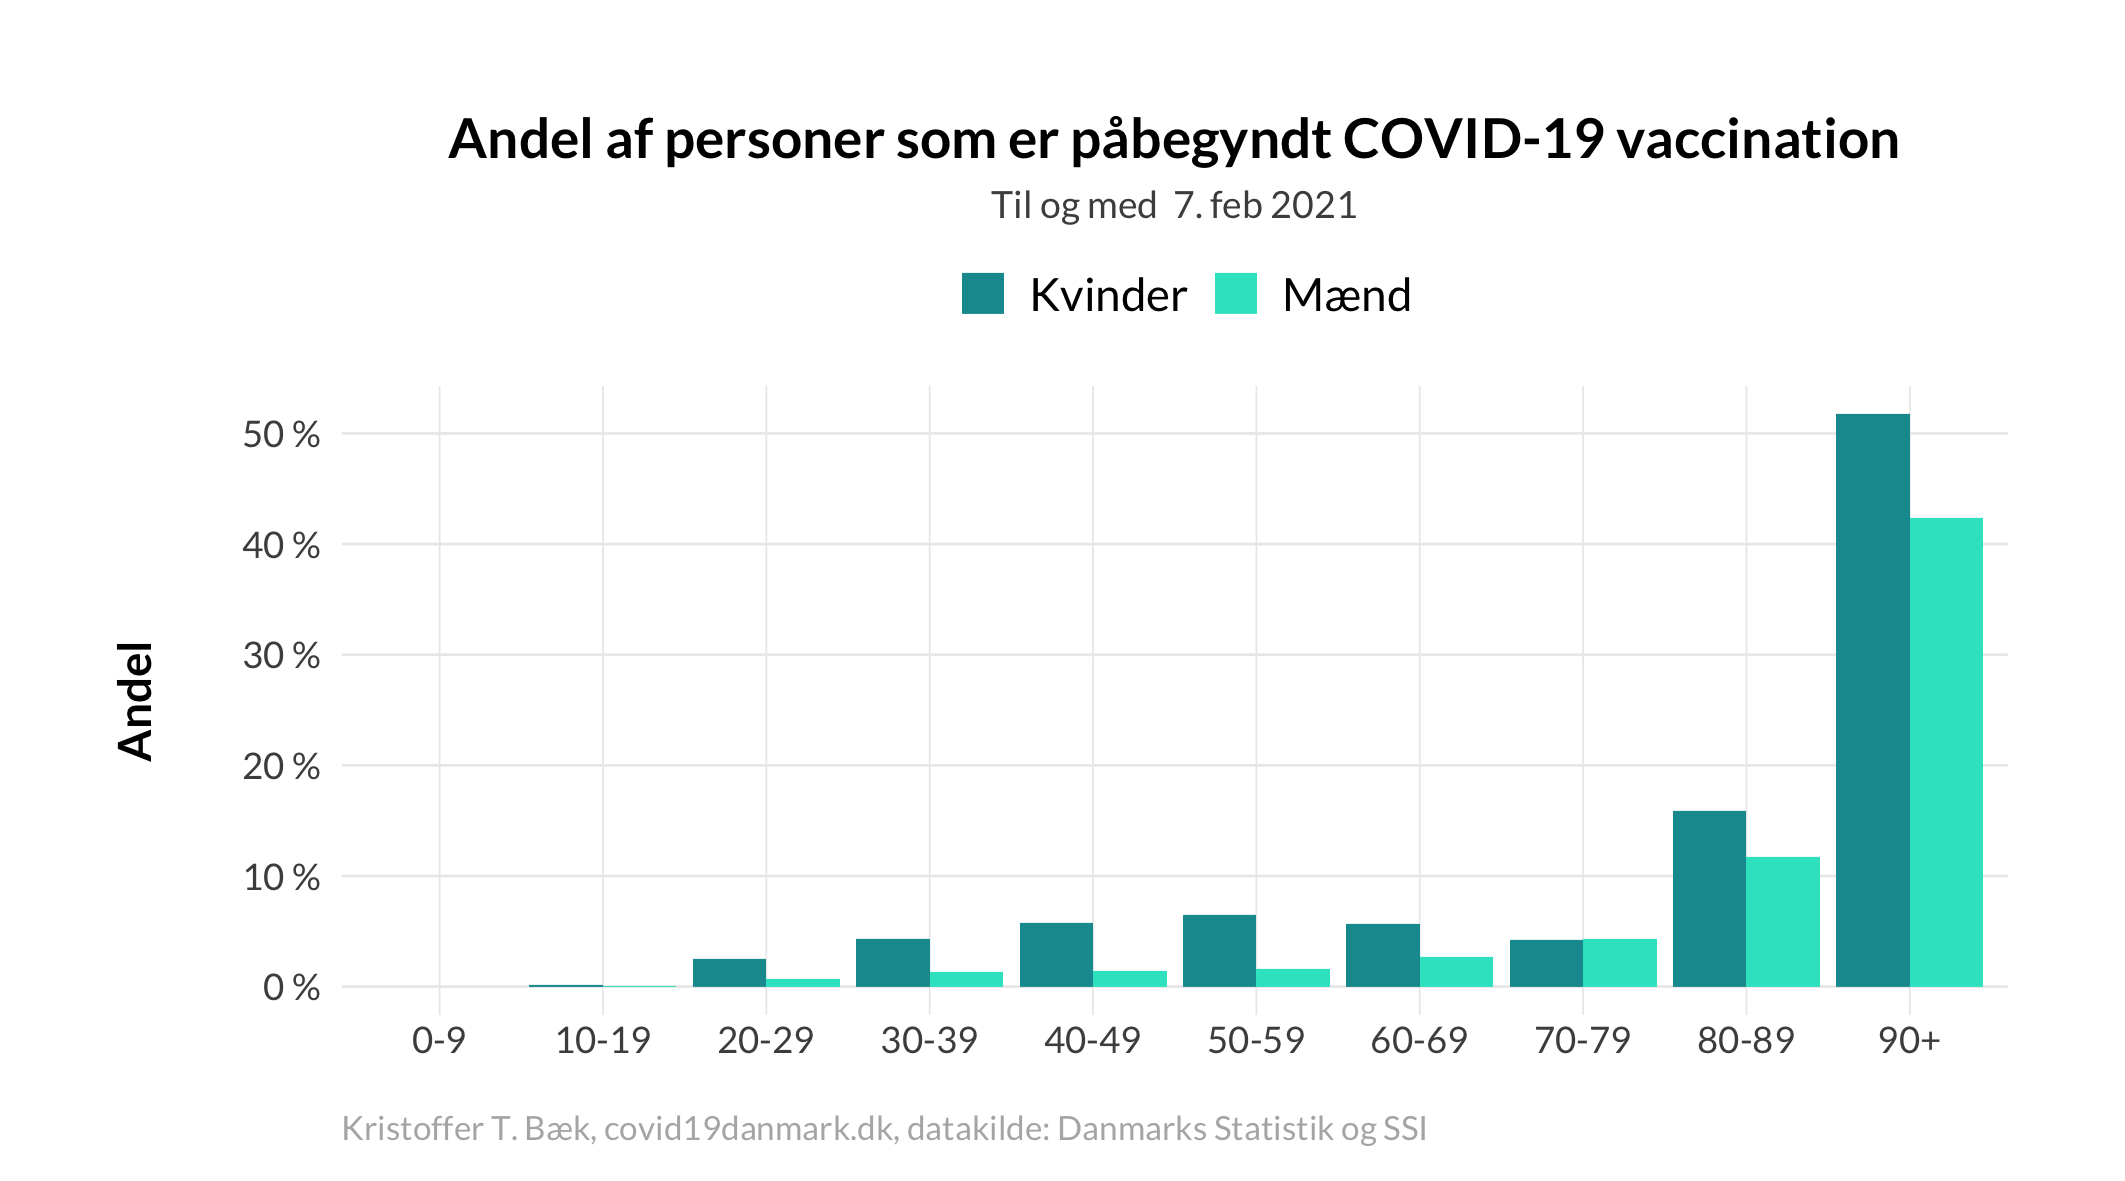 Andel af personer som er påbegyndt COVID-19 vaccination
Til og med 7. feb 2021
Kvinder Mænd
Andel
50 %
40 %
30 %
20 %
10 %
0 %
0-9 10-19 20-29 30-39 40-49 50-59 60-69 70-79 80-89 90+
Kristoffer T. Bæk, covid19danmark.dk, datakilde: Danmarks Statistik og SSI